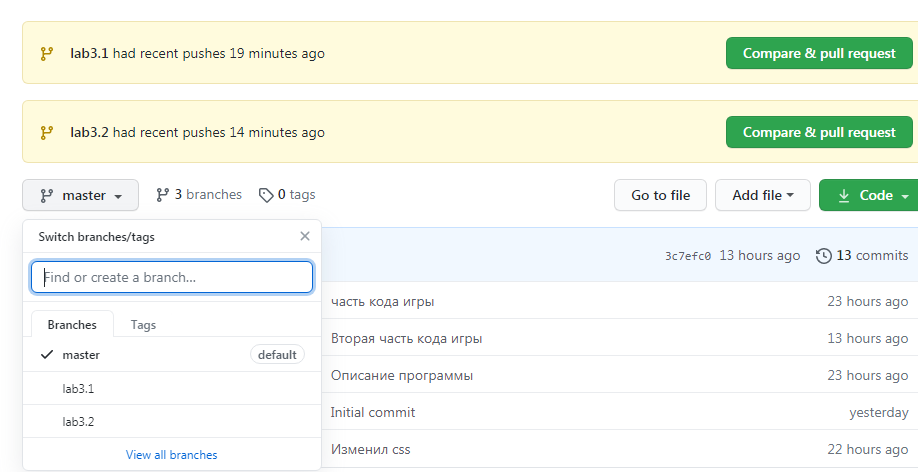 lab3.1 had recent pushes 19 minutes ago
Compare & pull request
lab3.2 had recent pushes 14 minutes ago
Compare & pull request
master
3 branches
0 tags
Go to file
Add file
Code
Switch branches/tags
3c7efc0 13 hours ago
13 commits
Find or create a branch...
часть кода игры
23 hours ago
Branches
Tags
Вторая часть кода игры
13 hours ago
master
default
Описание программы
23 hours ago
lab3.1
Initial commit
yesterday
lab3.2
Изменил css
22 hours ago
View all branches